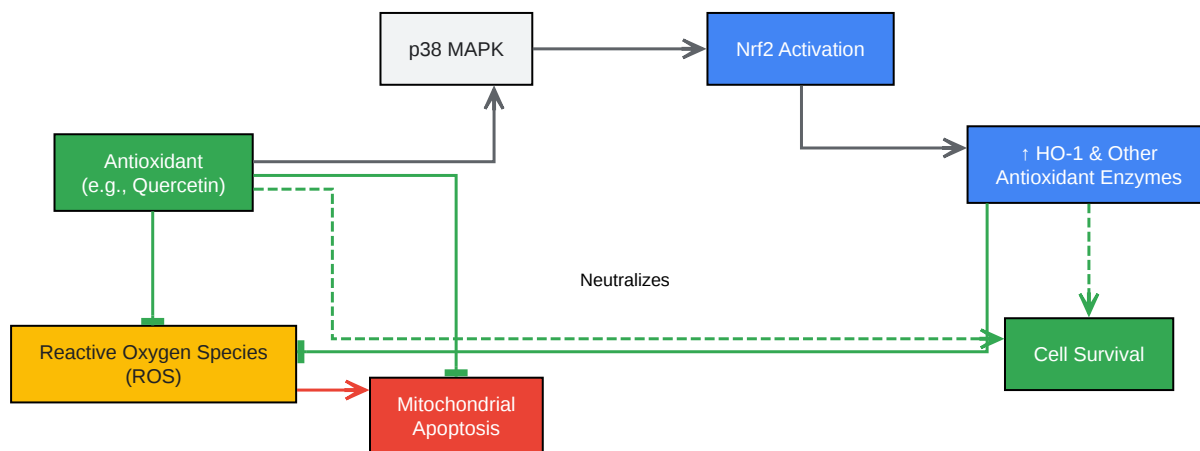 p38 MAPK
Nrf2 Activation
Antioxidant
(e.g., Quercetin)
↑ HO-1 & Other
Antioxidant Enzymes
Neutralizes
Reactive Oxygen Species
(ROS)
Cell Survival
Mitochondrial
Apoptosis